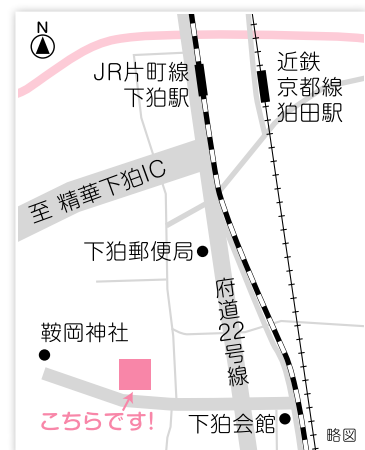 N
JR片町線
下狛駅
近鉄
京都線
狛田駅
至 精華下狛IC
下狛郵便局
府道22号線
鞍岡神社
こちらです!
下狛会館
略図